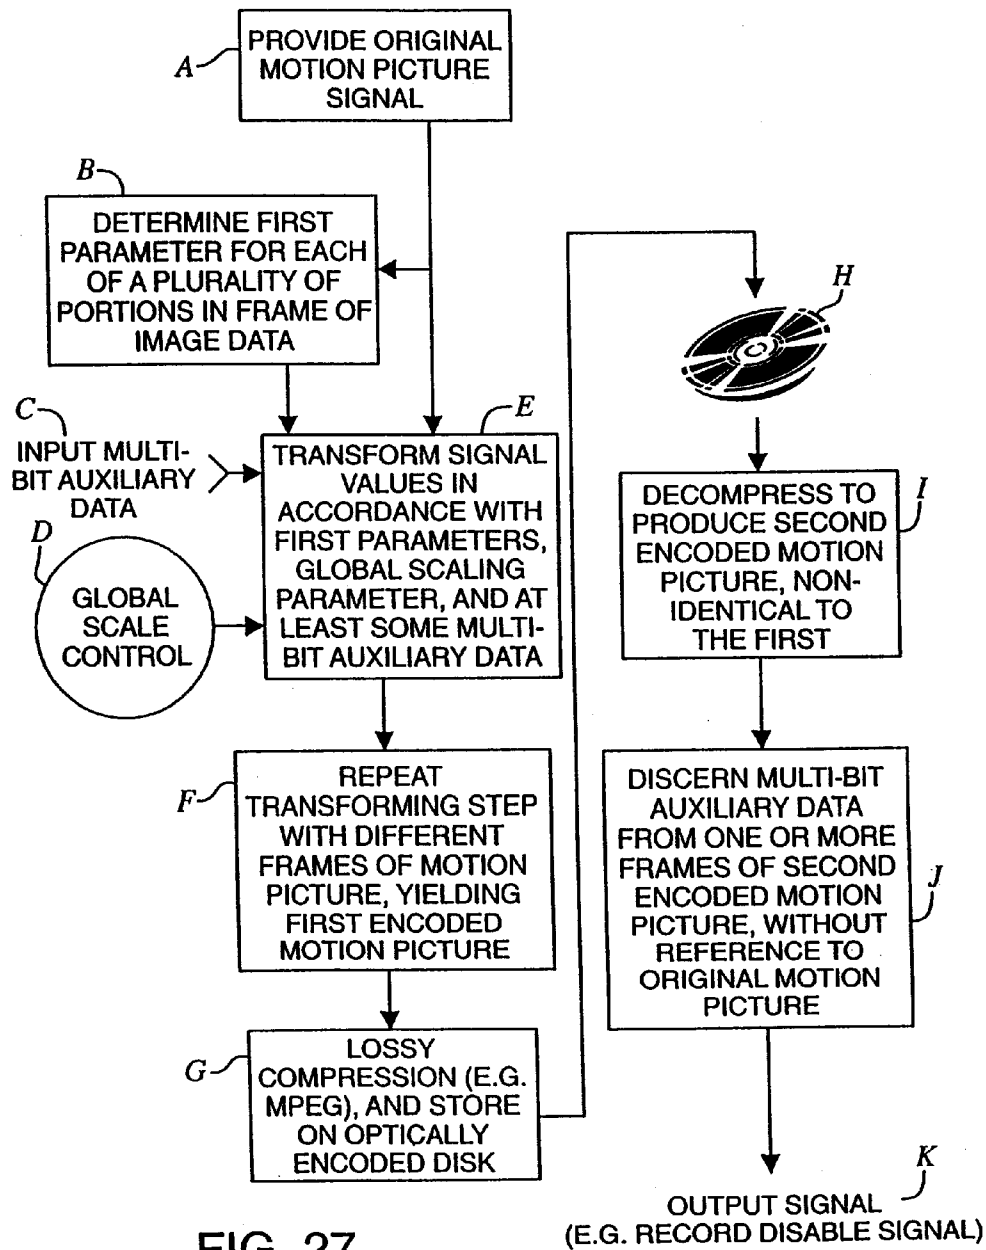 PROVIDE ORIGINAL
MOTION PICTURE
SIGNAL
A
B
DETERMINE FIRST
PARAMETER FOR EACH
OF A PLURALITY OF
PORTIONS IN FRAME OF
IMAGE DATA
C
INPUT MULTI-
BIT AUXILIARY
DATA
D
GLOBAL
SCALE
CONTROL
E
TRANSFORM SIGNAL
VALUES IN
ACCORDANCE WITH
FIRST PARAMETERS,
GLOBAL SCALING
PARAMETER, AND AT
LEAST SOME MULTI-
BIT AUXILIARY DATA
F
REPEAT
TRANSFORMING STEP
WITH DIFFERENT
FRAMES OF MOTION
PICTURE, YIELDING
FIRST ENCODED
MOTION PICTURE
G
LOSSY
COMPRESSION (E.G.
MPEG), AND STORE
ON OPTICALLY
ENCODED DISK
H
I
DECOMPRESS TO
PRODUCE SECOND
ENCODED MOTION
PICTURE, NON-
IDENTICAL TO
THE FIRST
J
DISCERN MULTI-BIT
AUXILIARY DATA
FROM ONE OR MORE
FRAMES OF SECOND
ENCODED MOTION
PICTURE, WITHOUT
REFERENCE TO
ORIGINAL MOTION
PICTURE
K
OUTPUT SIGNAL
(E.G. RECORD DISABLE SIGNAL)
FIG. 27